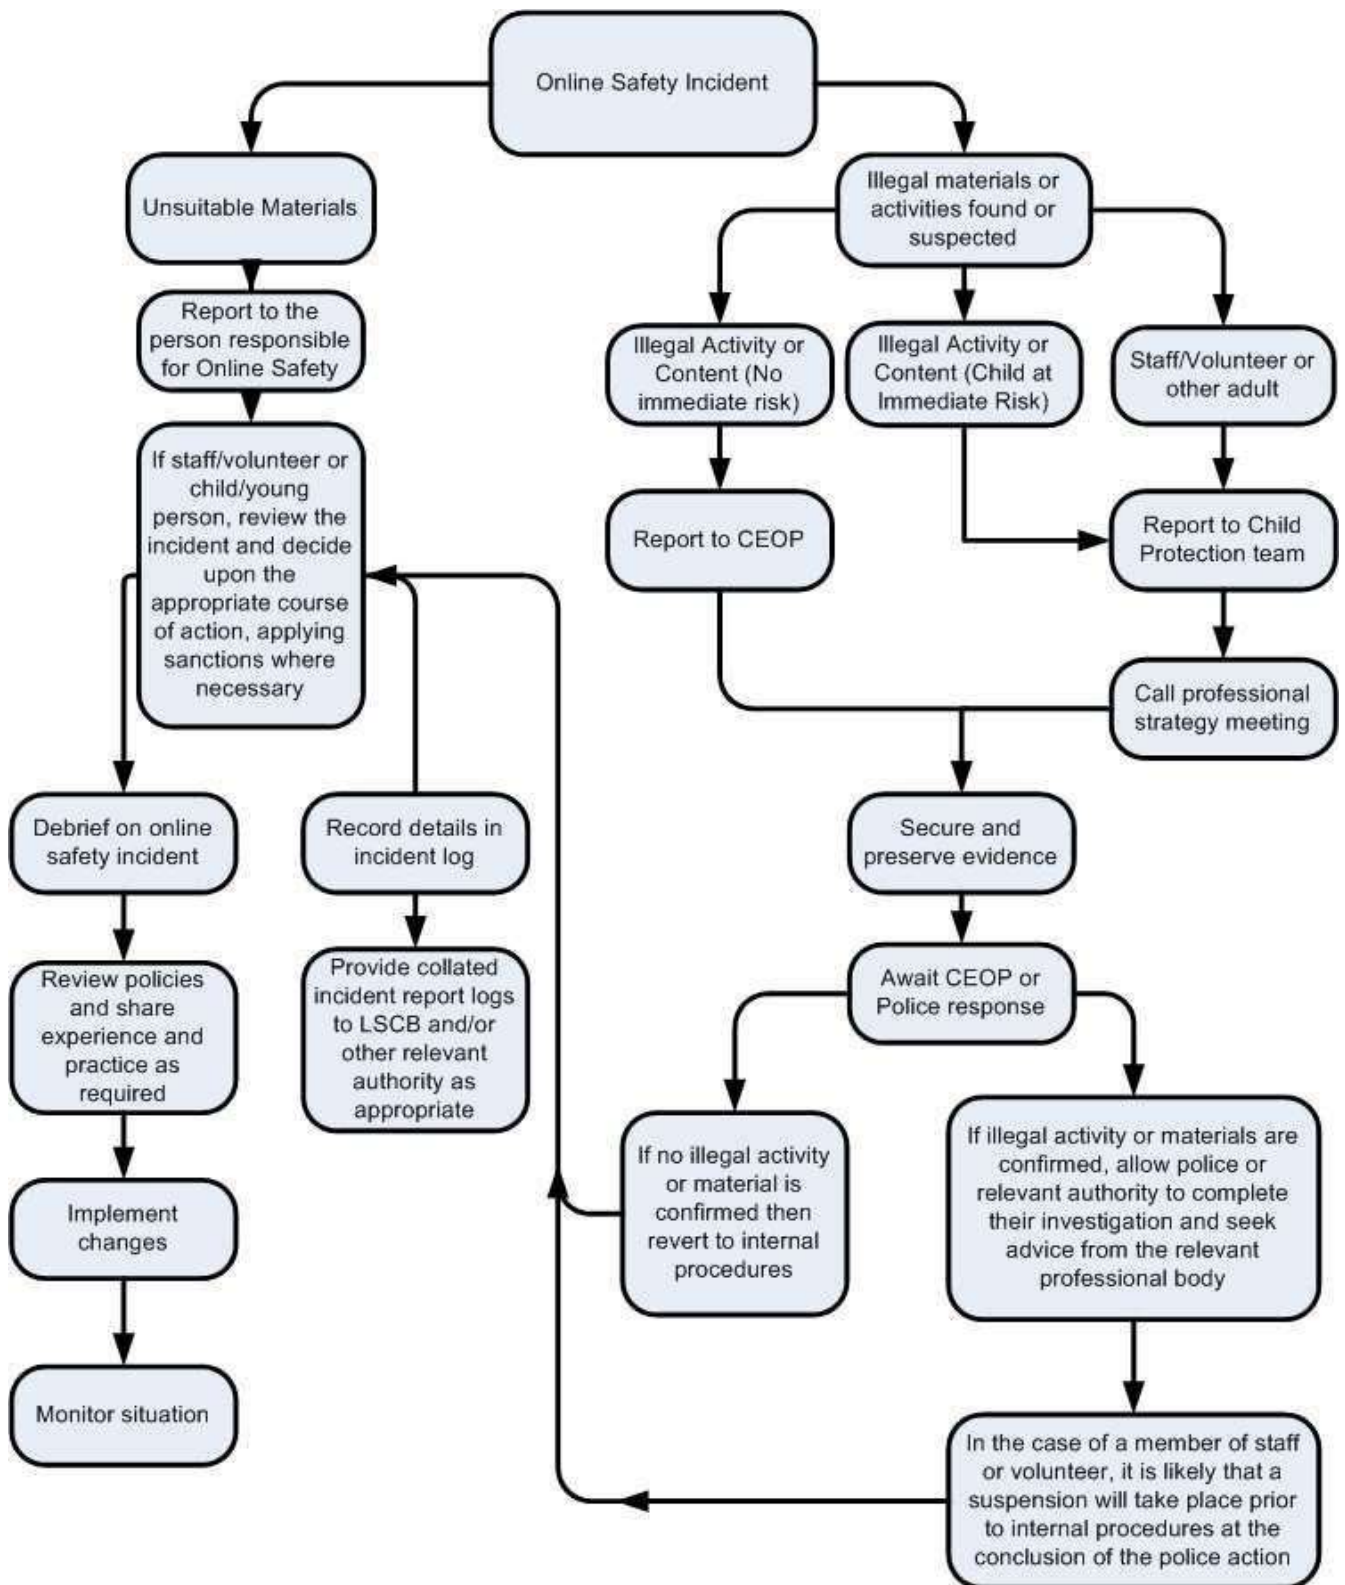 Online Safety Incident
Unsuitable Materials
Report to the
person responsible
for Online Safety
If staff/volunteer or
child/young
person, review the
incident and decide
upon the
appropriate course
of action, applying
sanctions where
necessary
Debrief on online
safety incident
Review policies
and share
experience and
practice as
required
Implement
changes
Monitor situation
Record details in
incident log
Provide collated
incident report logs
to LSCB and/or
other relevant
authority as
appropriate
Illegal materials or
activities found or
suspected
Illegal Activity or
Content (No
immediate risk)
Illegal Activity or
Content (Child at
Immediate Risk)
Staff/Volunteer or
other adult
Report to CEOP
Report to Child
Protection team
Call professional
strategy meeting
Secure and
preserve evidence
Await CEOP or
Police response
If no illegal activity
or material is
confirmed then
revert to internal
procedures
If illegal activity or materials are
confirmed, allow police or
relevant authority to complete
their investigation and seek
advice from the relevant
professional body
In the case of a member of staff
or volunteer, it is likely that a
suspension will take place prior
to internal procedures at the
conclusion of the police action